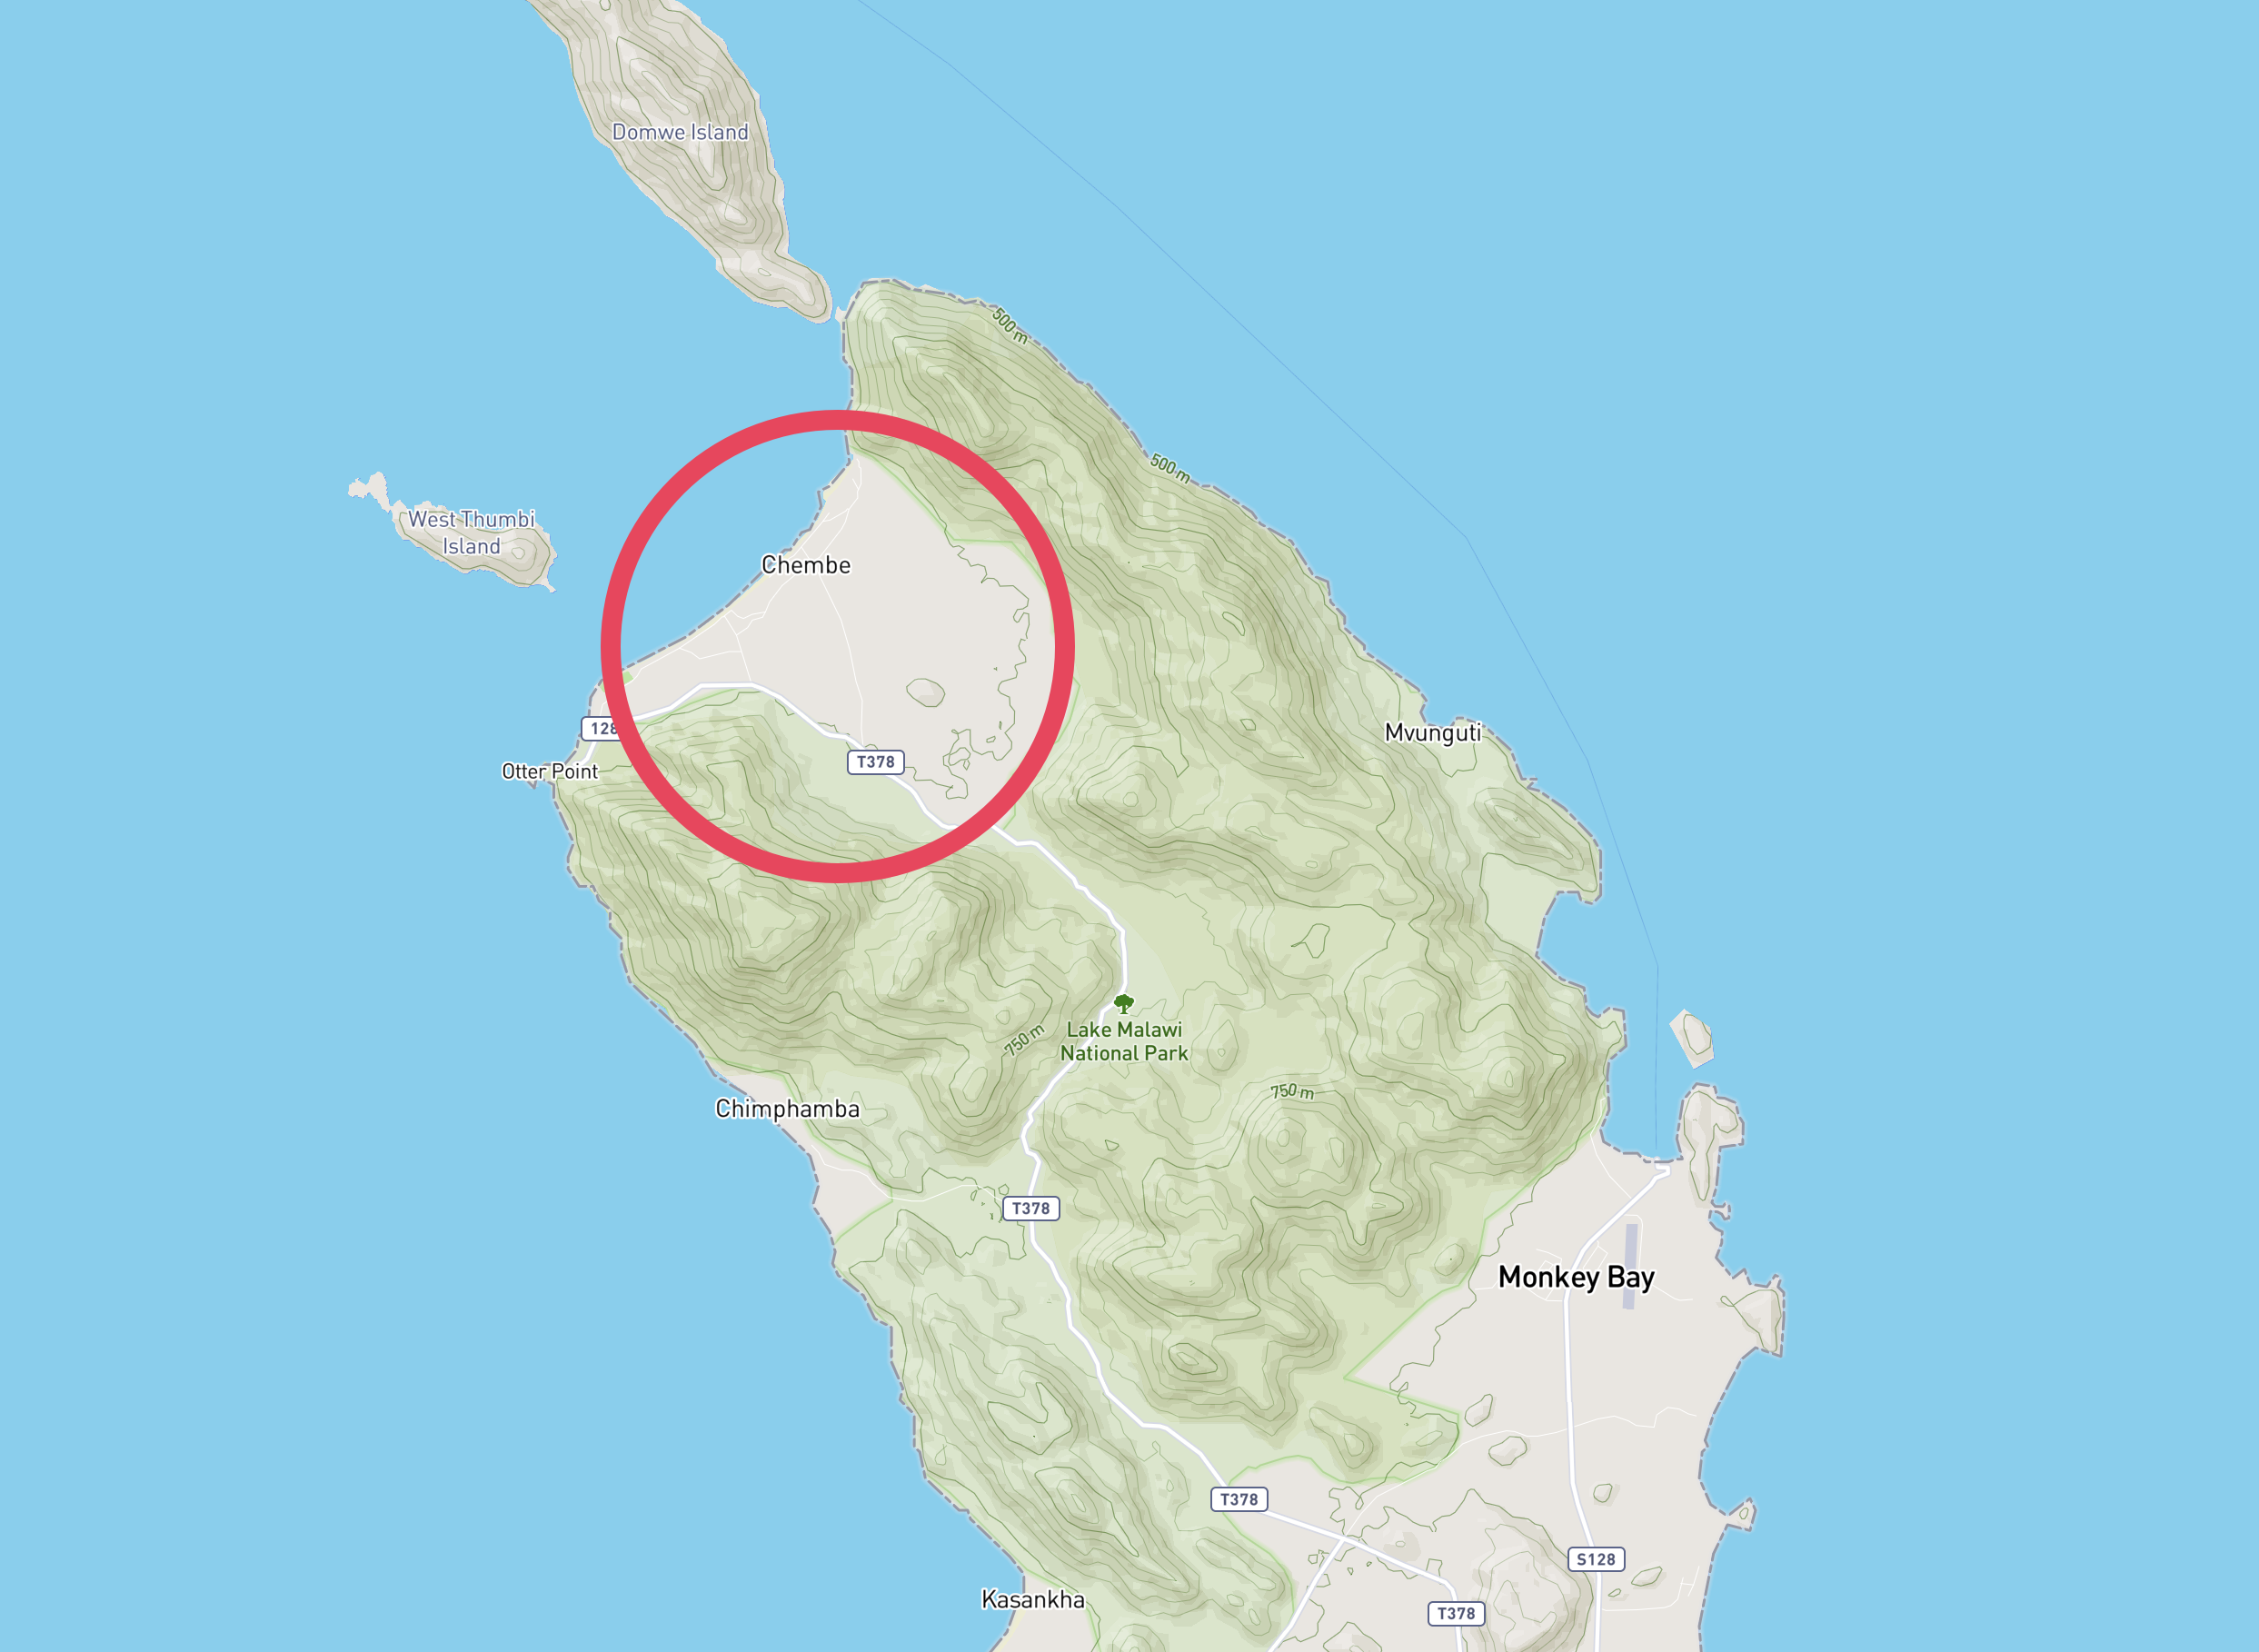 Domwe Island
500 m
500 m
West Thumbi
Island
Chembe
128
Mvunguti
T378
Otter Point
Lake Malawi
National Park
750 m
750 m
Chimphamba
T378
Monkey Bay
T378
S128
Kasankha
T378